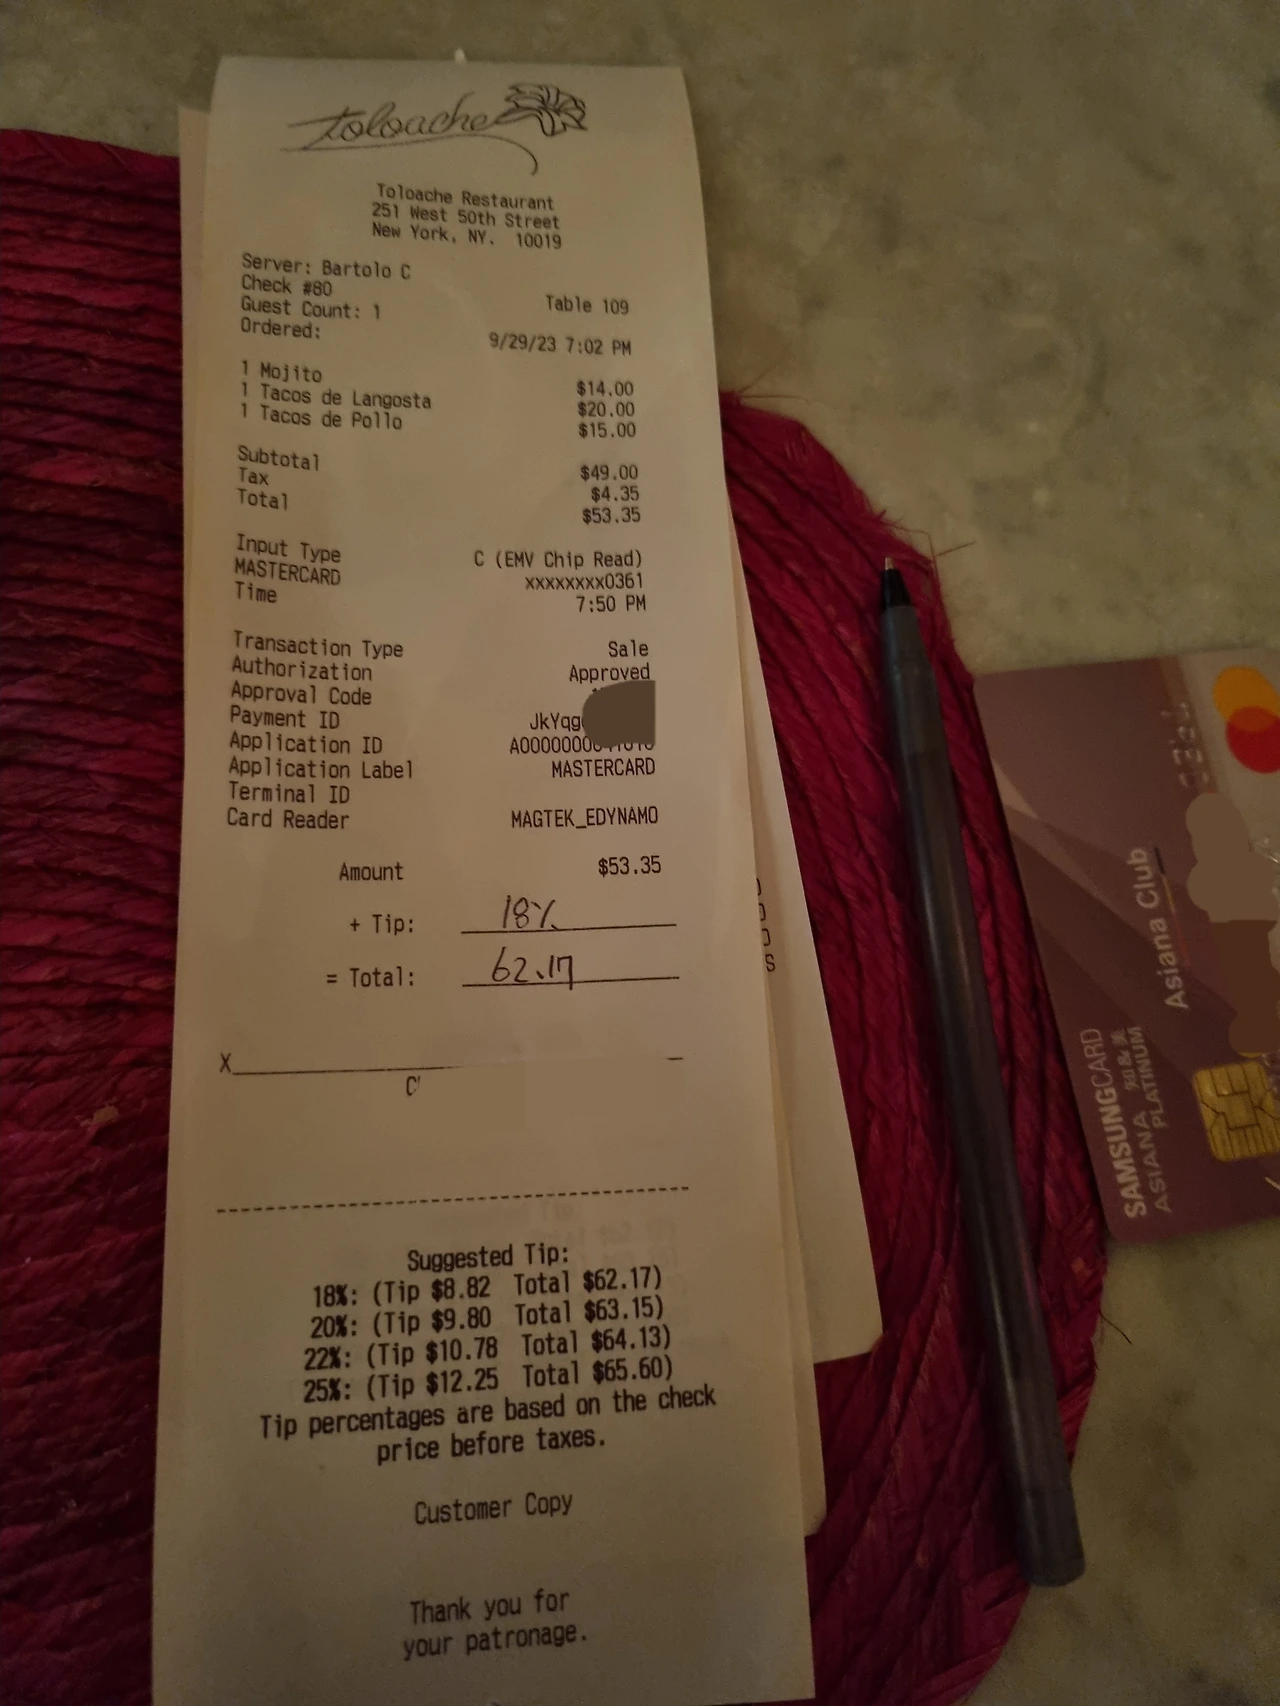 toloache
Toloache Restaurant
251 West 50th Street
New York, NY. 10019
Server: Bartolo C
Check #80 Table 109
Guest Count: 1
Ordered: 9/29/23 7:02 PM
1 Mojito $14.00
1 Tacos de Langosta $20.00
1 Tacos de Pollo $15.00
Subtotal $49.00
Tax $4.35
Total $53.35
Input Type C (EMV Chip Read)
MASTERCARD xxxxxxxx0361
Time 7:50 PM
Transaction Type Sale
Authorization Approved
Approval Code
Payment ID JkYqg
Application ID
Application Label MASTERCARD
Terminal ID
Card Reader MAGTEK_EDYNAMO
Amount $53.35
+ Tip: 18%
= Total: 62.17
X
C
Suggested Tip:
18%: (Tip $8.82 Total $62.17)
20%: (Tip $9.80 Total $63.15)
22%: (Tip $10.78 Total $64.13)
25%: (Tip $12.25 Total $65.60)
Tip percentages are based on the check
price before taxes.
Customer Copy
Thank you for
your patronage.
Asiana Club
SAMSUNGCARD
ASIANA 知&美
PLATINUM